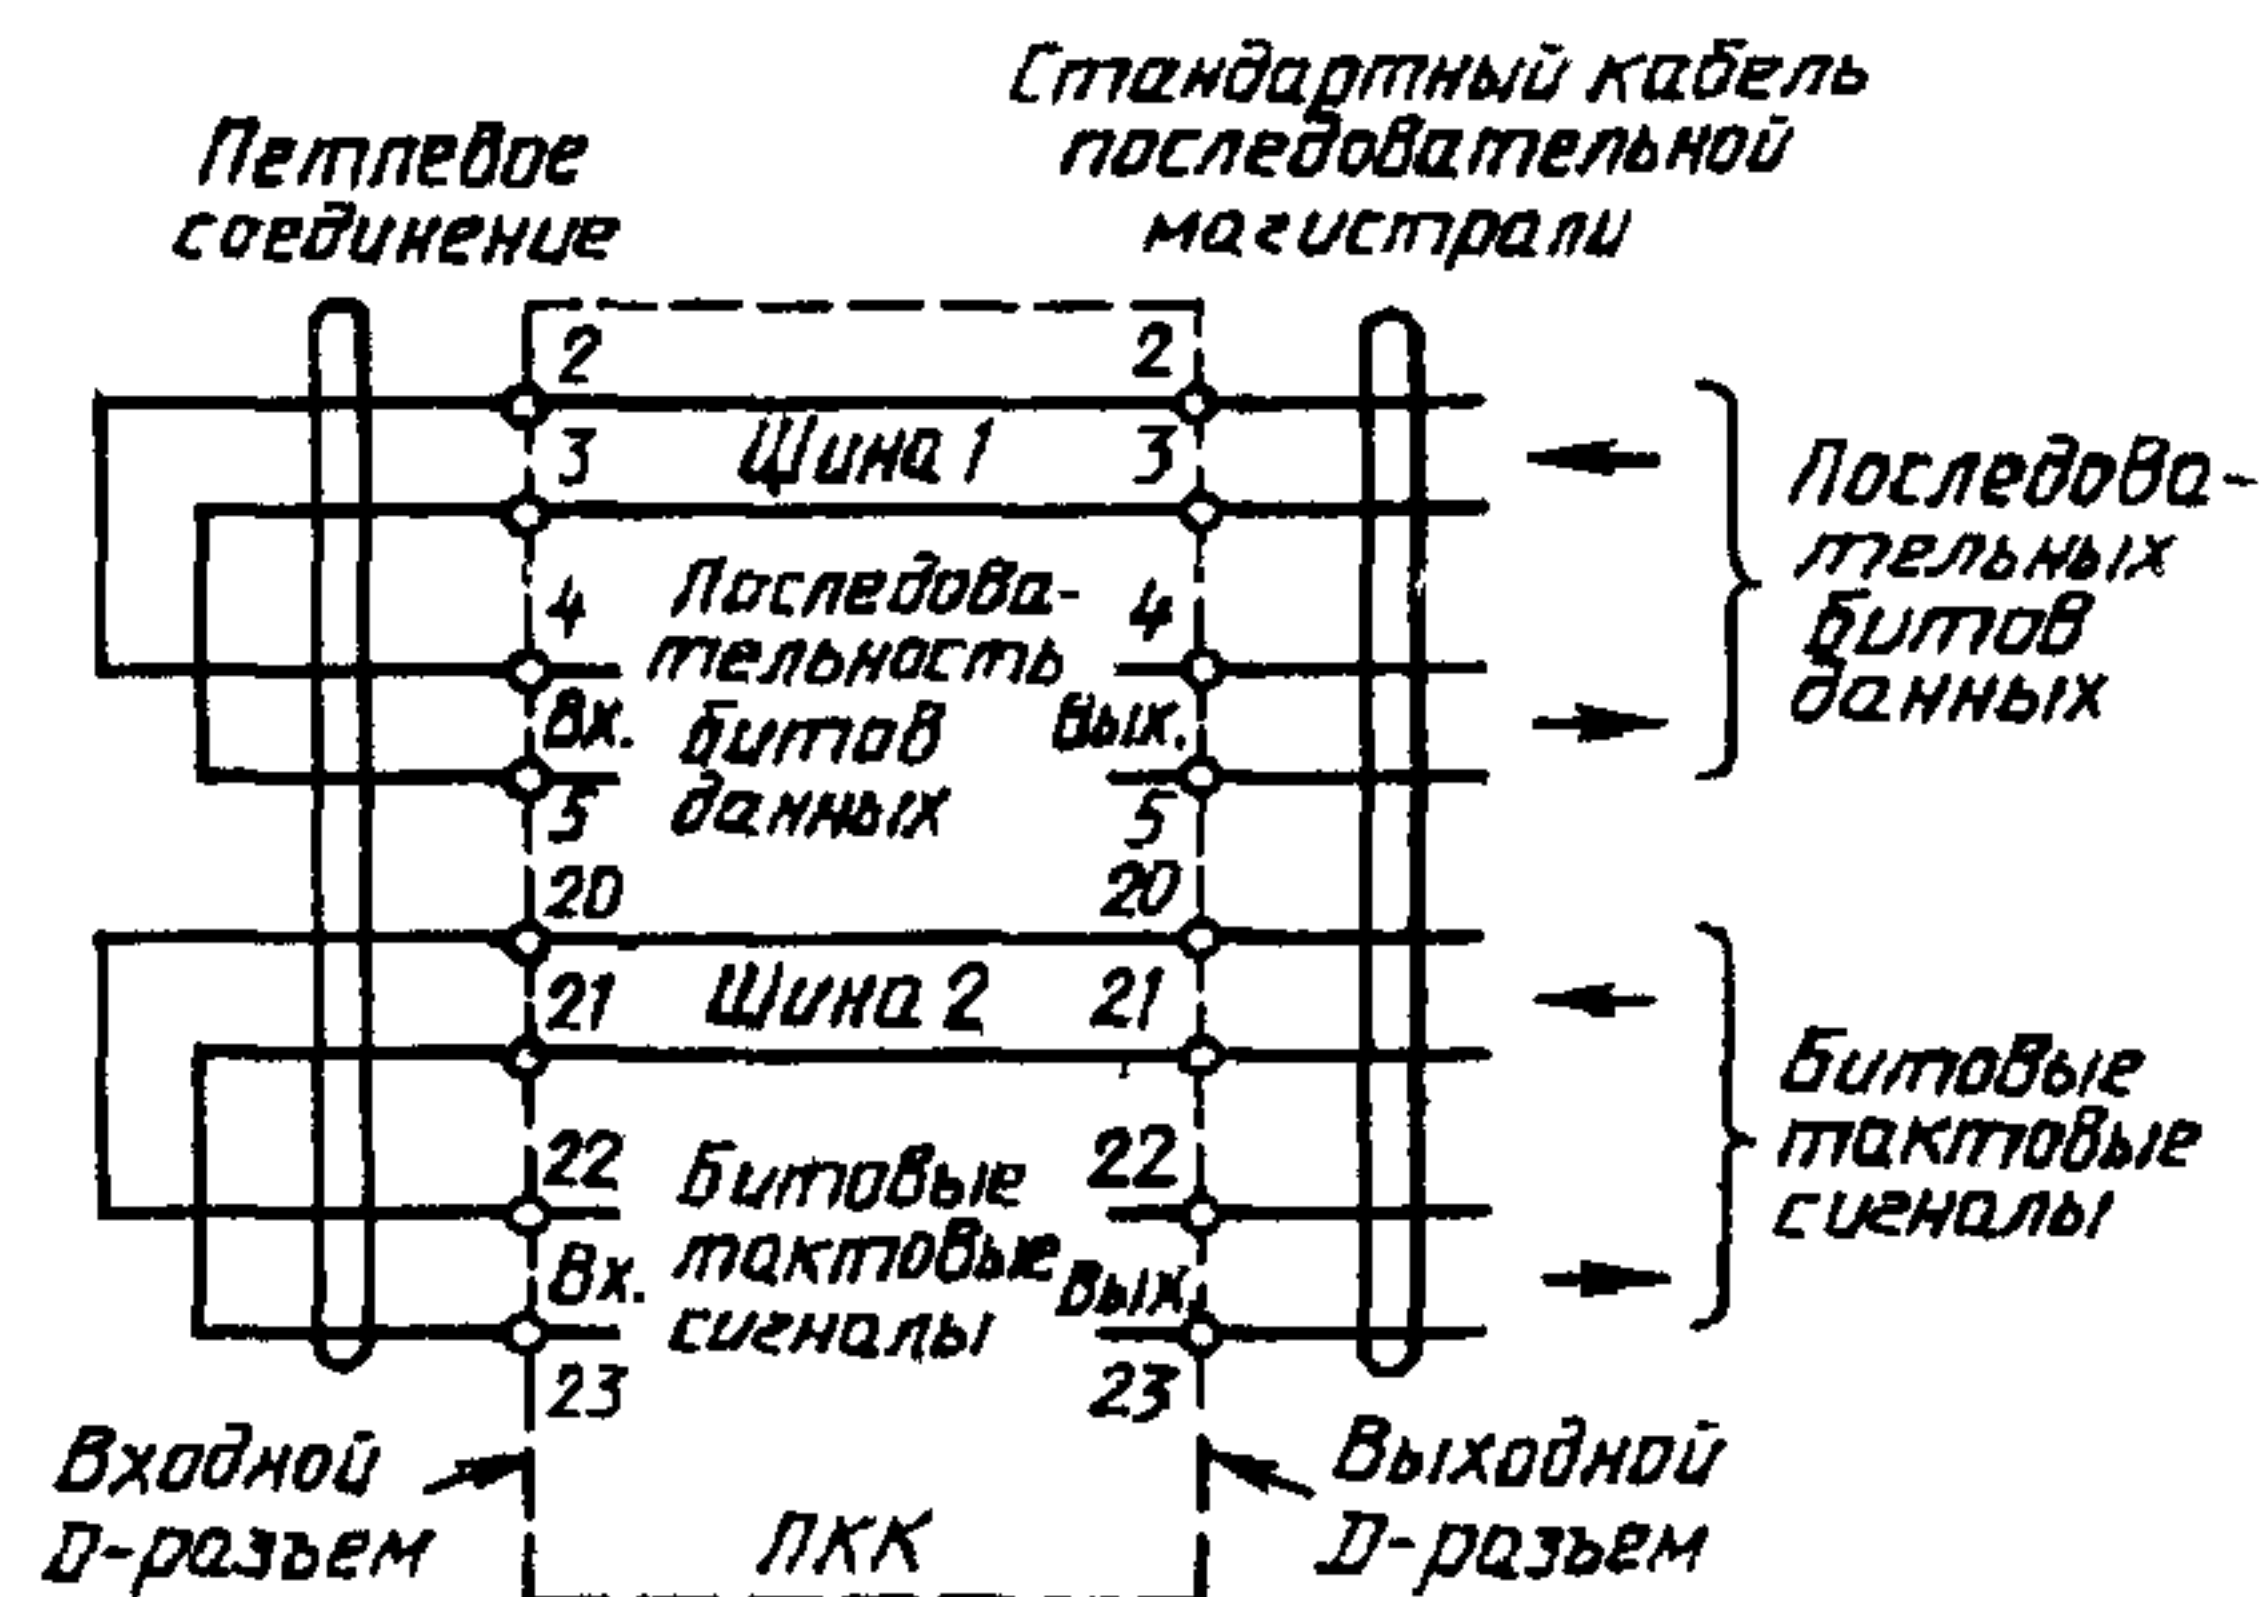 Петлевое
соединение
Стандартный кабель
последовательной
магистрали
2
2
3
Шина 1
3
4
Последова-
тельность
битов
данных
4
Вх.
Вых.
5
5
Последова-
тельных
битов
данных
20
20
21
Шина 2
21
22
Битовые
тактовые
сигналы
22
Вх.
Вых.
23
23
Битовые
тактовые
сигналы
Входной
D-разъем
ПКК
Выходной
D-разъем